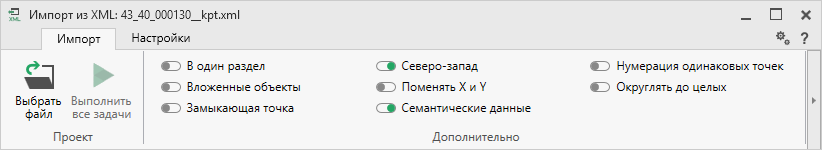 XML
Импорт из XML: 43_40_000130__kpt.xml
Импорт
Настройки
?
Выбрать
файл
Выполнить
все задачи
Проект
В один раздел
Вложенные объекты
Замыкающая точка
Северо-запад
Поменять X и Y
Семантические данные
Нумерация одинаковых точек
Округлять до целых
Дополнительно